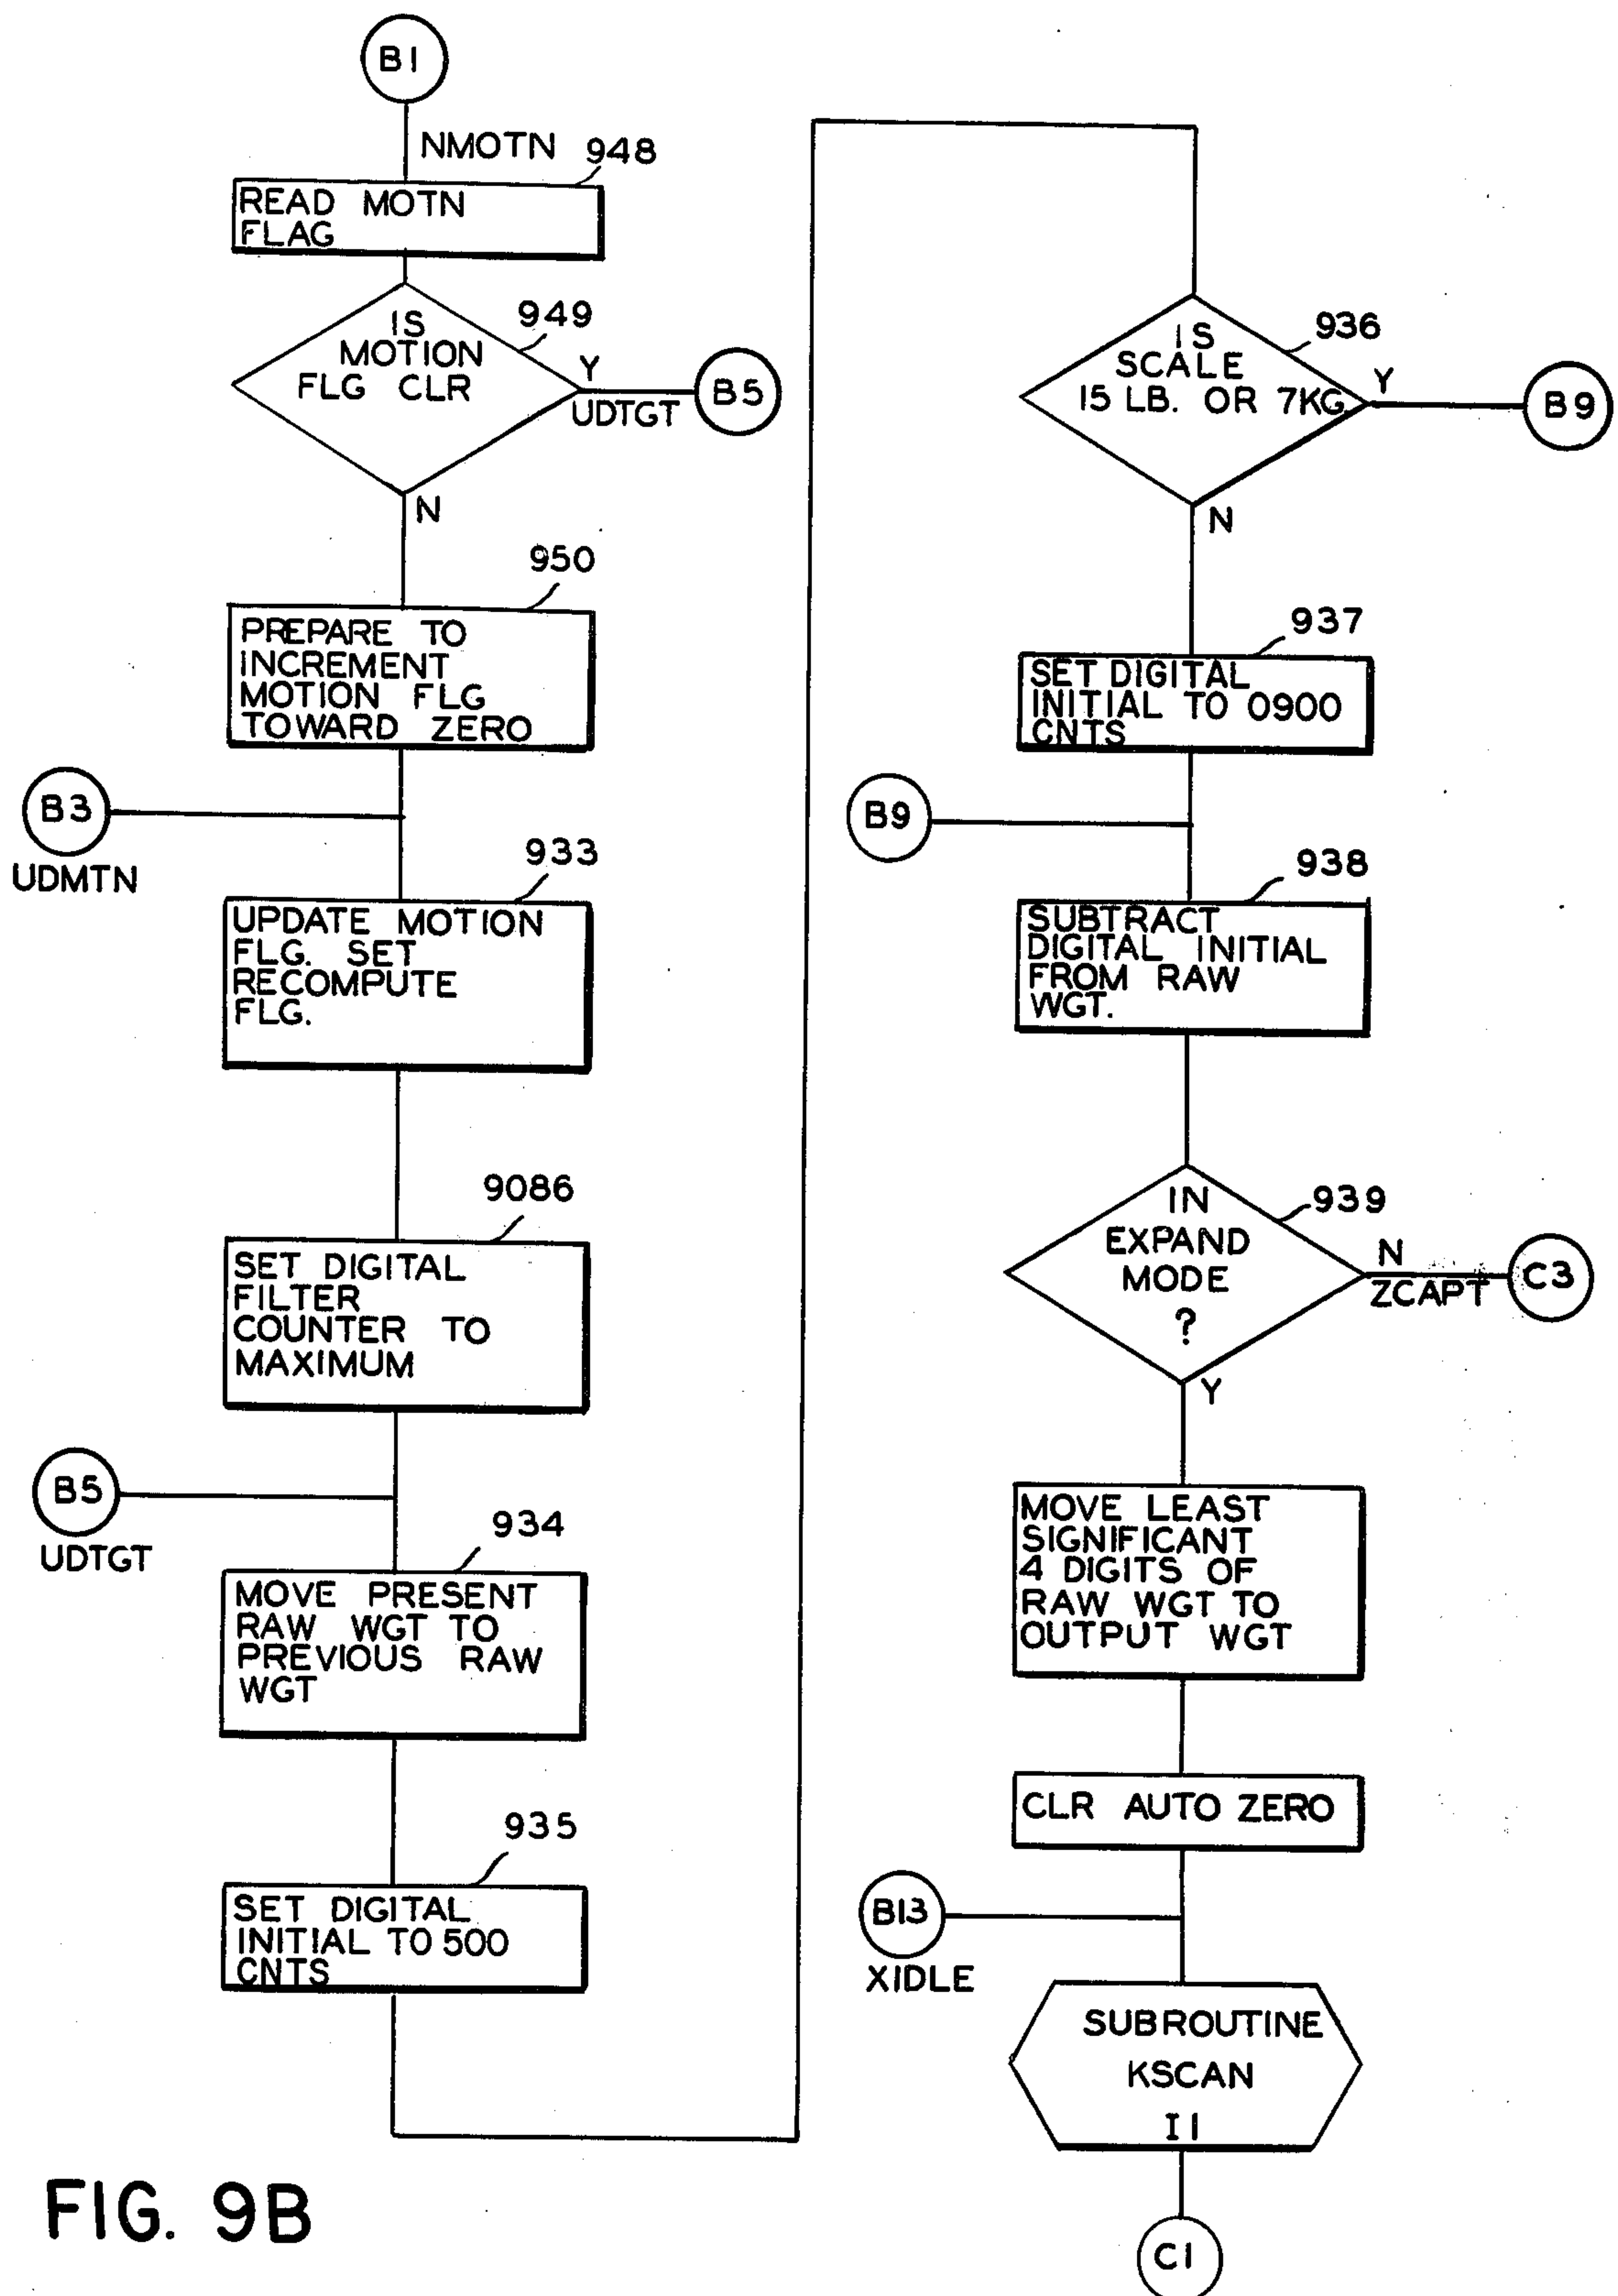 B1
NMOTN
948
READ MOTN
FLAG
949
IS
MOTION
FLG CLR
Y
UDTGT
B5
N
950
PREPARE TO
INCREMENT
MOTION FLG
TOWARD ZERO
B3
UDMTN
933
UPDATE MOTION
FLG. SET
RECOMPUTE
FLG.
9086
SET DIGITAL
FILTER
COUNTER TO
MAXIMUM
B5
UDTGT
934
MOVE PRESENT
RAW WGT TO
PREVIOUS RAW
WGT
935
SET DIGITAL
INITIAL TO 500
CNTS
936
IS
SCALE
15 LB. OR 7KG
Y
B9
N
937
SET DIGITAL
INITIAL TO 0900
CNTS
B9
938
SUBTRACT
DIGITAL INITIAL
FROM RAW
WGT.
939
IN
EXPAND
MODE
?
N
ZCAPT
C3
Y
MOVE LEAST
SIGNIFICANT
4 DIGITS OF
RAW WGT TO
OUTPUT WGT
CLR AUTO ZERO
B13
XIDLE
SUBROUTINE
KSCAN
I1
C1
FIG. 9B